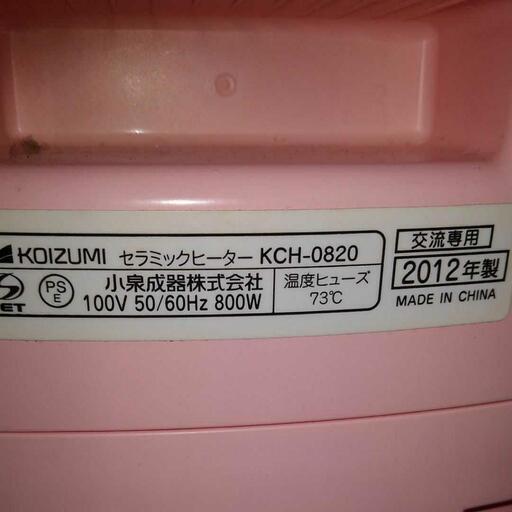 KOIZUMI セラミックヒーター KCH-0820
交流専用
PS
E
小泉成器株式会社
100V 50/60Hz 800W
温度ヒューズ
73℃
2012年製
MADE IN CHINA